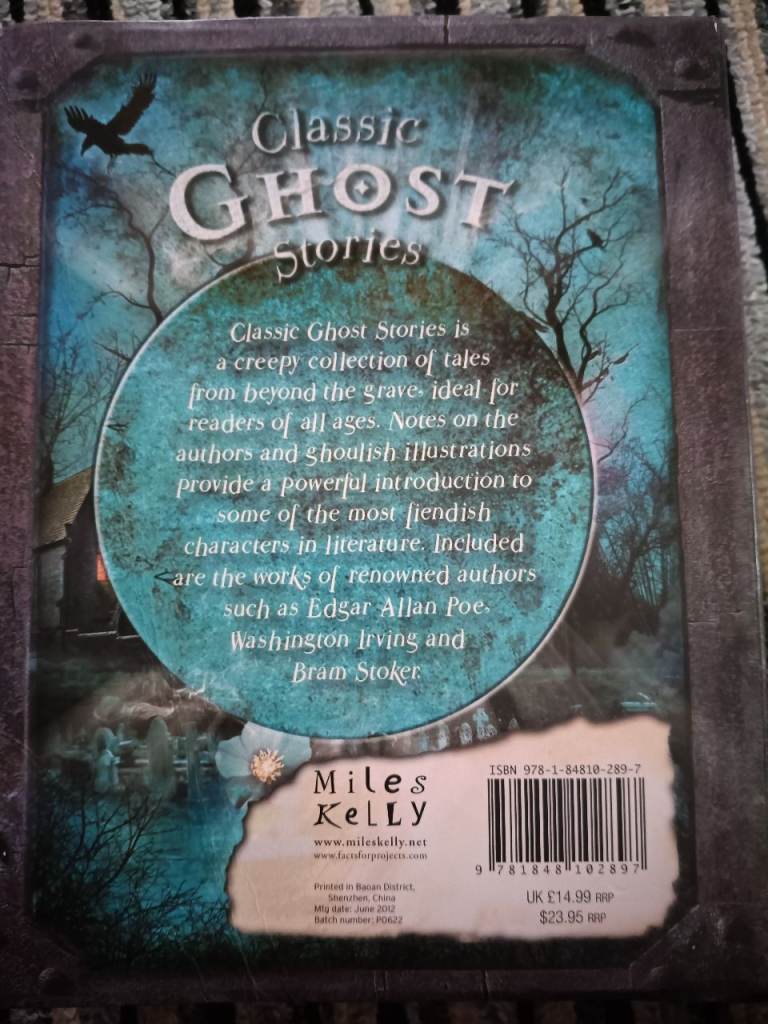 Classic
GHOST
Stories
Classic Ghost Stories is
a creepy collection of tales
from beyond the grave, ideal for
readers of all ages. Notes on the
authors and ghoulish illustrations
provide a powerful introduction to
some of the most fiendish
characters in literature. Included
are the works of renowned authors
such as Edgar Allan Poe,
Washington Irving and
Bram Stoker.
Miles
KeLLY
www.mileskelly.net
www.factsforprojects.com
Printed in Baoan District,
Shenzhen, China
Mfg date: June 2012
Batch number: P0622
ISBN 978-1-84810-289-7
9 781848 102897
UK £14.99 RRP
$23.95 RRP